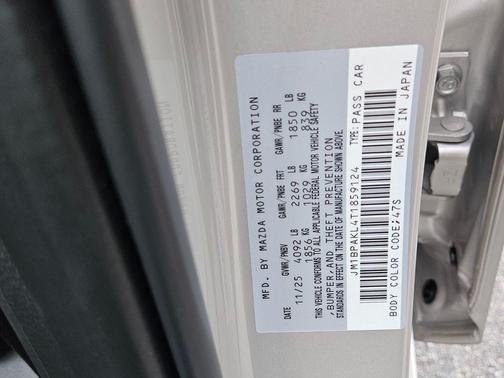 MFD. BY MAZDA MOTOR CORPORATION
DATE GVWR/PNBV GAWR/PNBE FRT GAWR/PNBE RR
11/25 4092 LB 2269 LB 1850 LB
1856 KG 1029 KG 839 KG
THIS VEHICLE CONFORMS TO ALL APPLICABLE FEDERAL MOTOR VEHICLE SAFETY
,BUMPER,AND THEFT PREVENTION
STANDARDS IN EFFECT ON THE DATE OF MANUFACTURE SHOWN ABOVE.
JM1BPAKL4T1859124 TYPE:PASS CAR
BODY COLOR CODE;47S MADE IN JAPAN